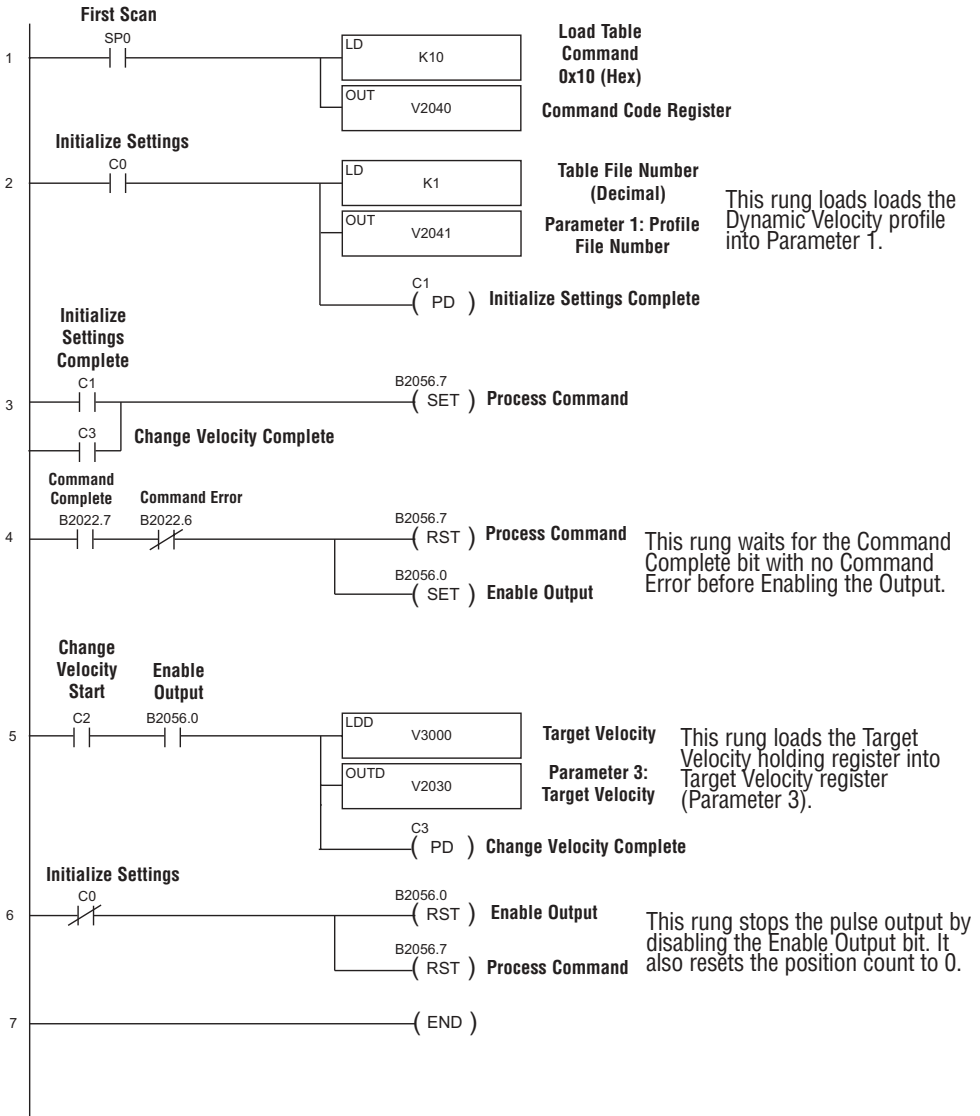 First Scan
SP0
1
LD
K10
Load Table
Command
0x10 (Hex)
OUT
V2040
Command Code Register
Initialize Settings
C0
2
LD
K1
Table File Number
(Decimal)
OUT
V2041
Parameter 1: Profile
File Number
This rung loads loads the
Dynamic Velocity profile
into Parameter 1.
C1
( PD )
Initialize Settings Complete
Initialize
Settings
Complete
C1
3
B2056.7
( SET )
Process Command
C3
Change Velocity Complete
Command
Complete
Command Error
B2022.7
B2022.6
4
B2056.7
( RST )
Process Command
B2056.0
( SET )
Enable Output
This rung waits for the Command
Complete bit with no Command
Error before Enabling the Output.
Change
Velocity
Start
Enable
Output
C2
B2056.0
5
LDD
V3000
Target Velocity
OUTD
V2030
Parameter 3:
Target Velocity
This rung loads the Target
Velocity holding register into
Target Velocity register
(Parameter 3).
C3
( PD )
Change Velocity Complete
Initialize Settings
C0
6
B2056.0
( RST )
Enable Output
B2056.7
( RST )
Process Command
This rung stops the pulse output by
disabling the Enable Output bit. It
also resets the position count to 0.
7
( END )